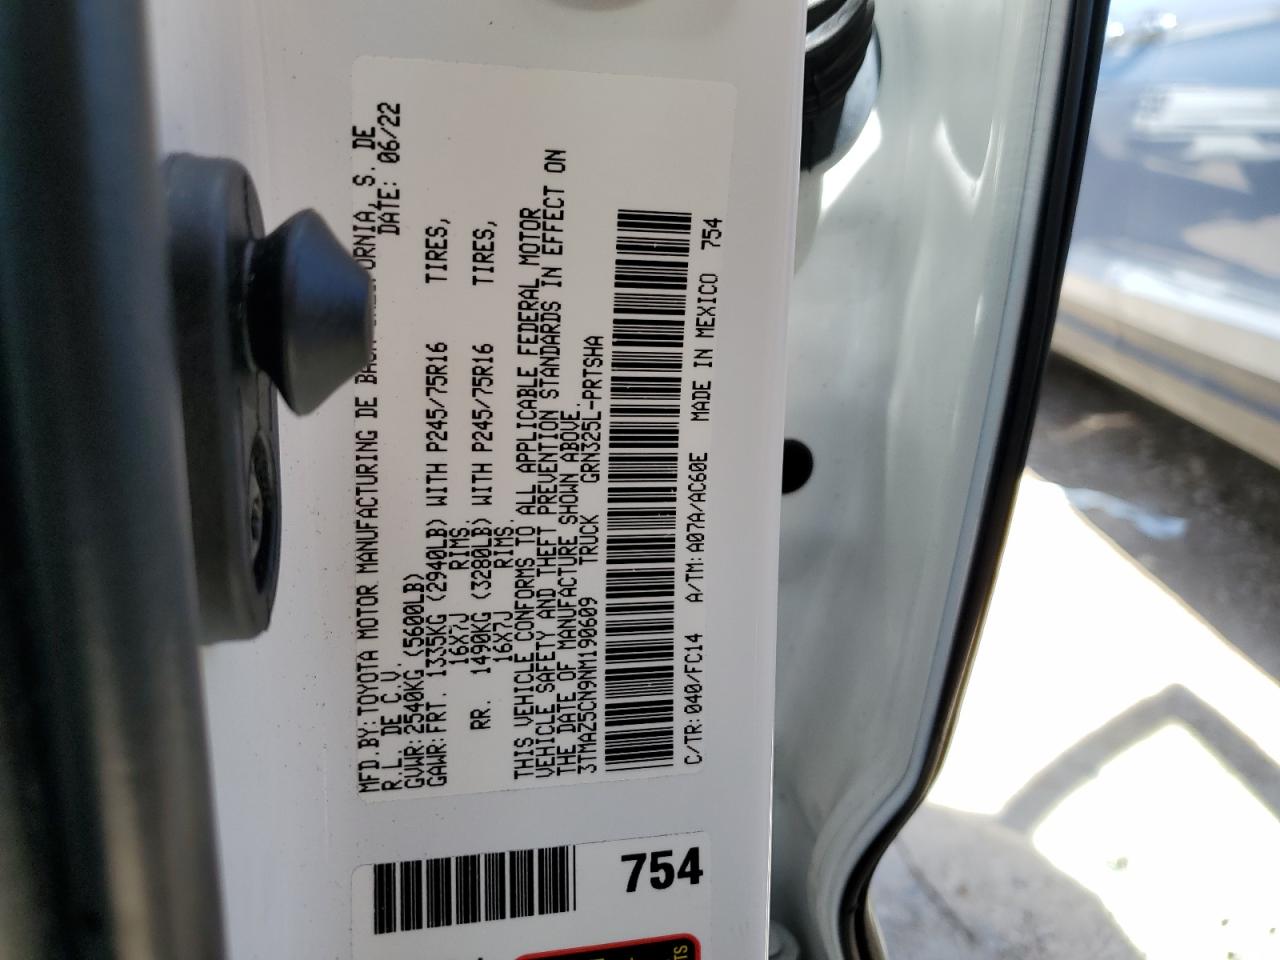 MFD.BY:TOYOTA MOTOR MANUFACTURING DE BAJA CALIFORNIA, S. DE
R.L. DE C.V. DATE: 06/22
GVWR:2540KG (5600LB)
GAWR:FRT. 1335KG (2940LB) WITH P245/75R16 TIRES,
16X7J RIMS.
RR. 1490KG (3280LB) WITH P245/75R16 TIRES,
16X7J RIMS.
THIS VEHICLE CONFORMS TO ALL APPLICABLE FEDERAL MOTOR
VEHICLE SAFETY AND THEFT PREVENTION STANDARDS IN EFFECT ON
THE DATE OF MANUFACTURE SHOWN ABOVE.
3TMAZ5CN9NM190609 TRUCK GRN325L-PRTSHA
C/TR:040/FC14 A/TM:A07A/AC60E MADE IN MEXICO 754
754